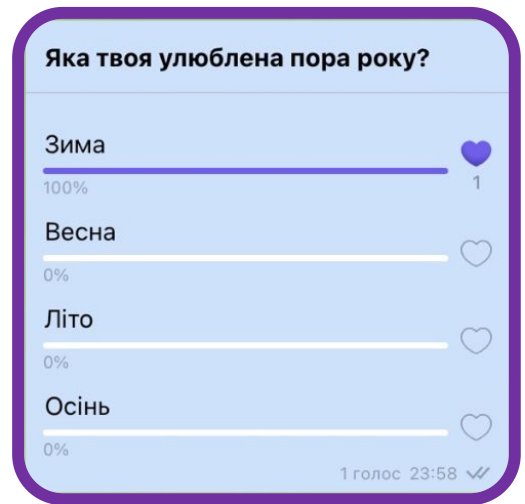 Яка твоя улюблена пора року?
Зима
100%
1
Весна
0%
Літо
0%
Осінь
0%
1 голос 23:58